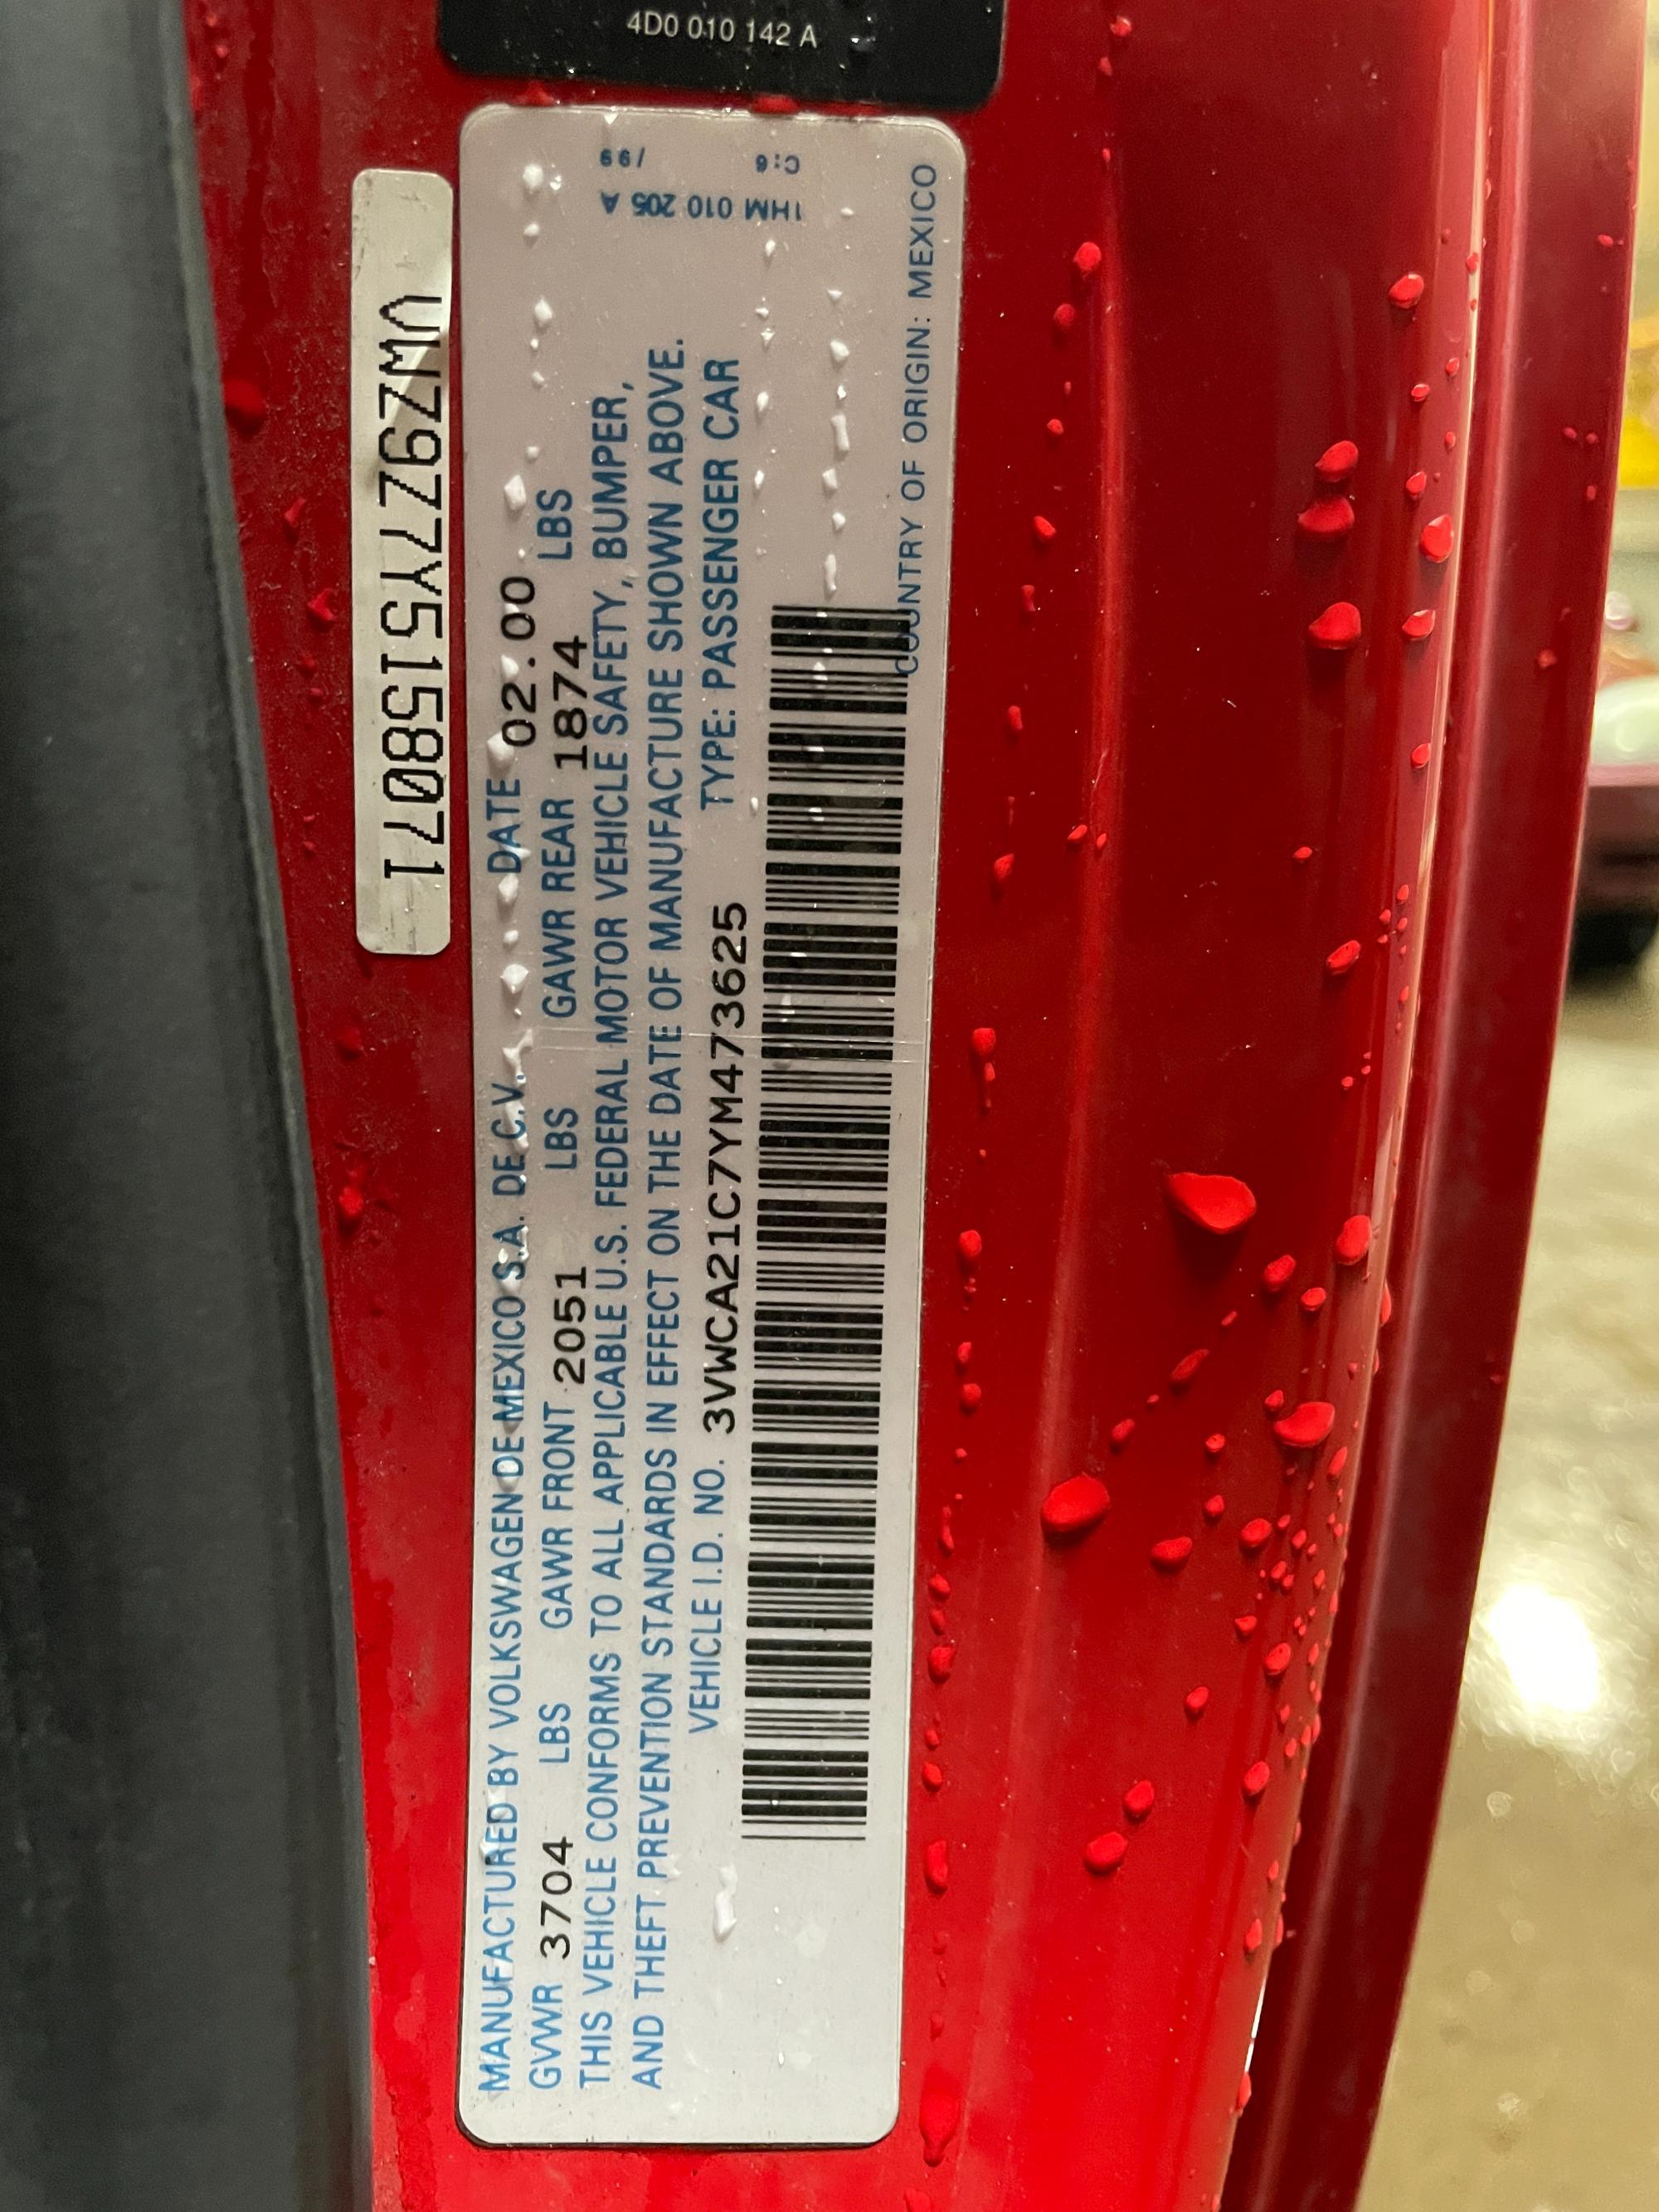 4D0 010 142 A
VWZ9Z7Y5158071
1HM 010 205 A
/99 C:6
MANUFACTURED BY VOLKSWAGEN DE MEXICO S.A. DE C.V. DATE 02.00
GVWR 3704 LBS GAWR FRONT 2051 LBS GAWR REAR 1874 LBS
THIS VEHICLE CONFORMS TO ALL APPLICABLE U.S. FEDERAL MOTOR VEHICLE SAFETY, BUMPER,
AND THEFT PREVENTION STANDARDS IN EFFECT ON THE DATE OF MANUFACTURE SHOWN ABOVE.
VEHICLE I.D. NO. 3VWCA21C7YM473625 TYPE: PASSENGER CAR
COUNTRY OF ORIGIN: MEXICO